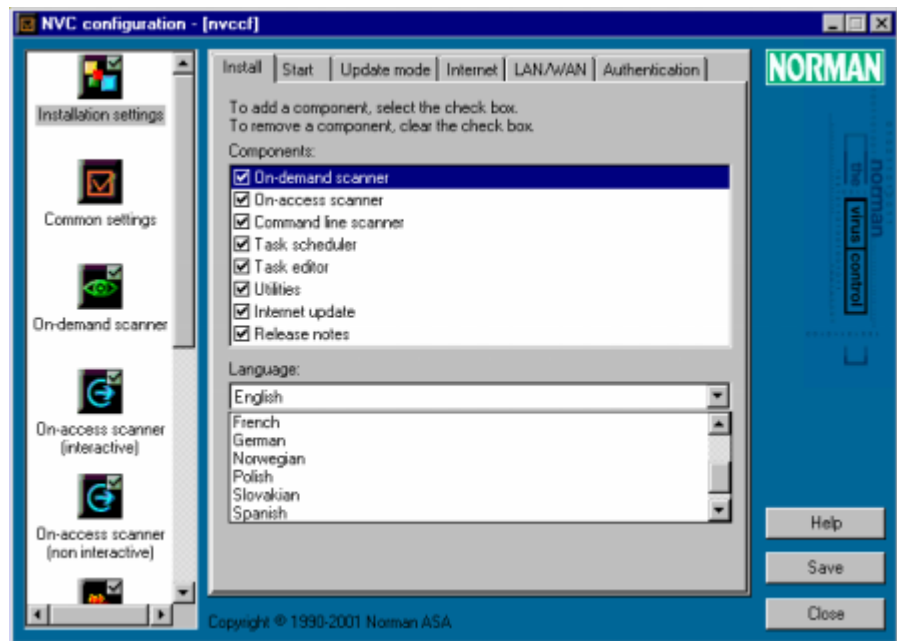 NVC configuration - [nvccf]
Installation settings
Common settings
On-demand scanner
On-access scanner
(interactive)
On-access scanner
(non interactive)
Install
Start
Update mode
Internet
LAN/WAN
Authentication
To add a component, select the check box.
To remove a component, clear the check box.
Components:
On-demand scanner
On-access scanner
Command line scanner
Task scheduler
Task editor
Utilities
Internet update
Release notes
Language:
English
French
German
Norwegian
Polish
Slovakian
Spanish
NORMAN
norman
the
virus control
Help
Save
Close
Copyright © 1990-2001 Norman ASA